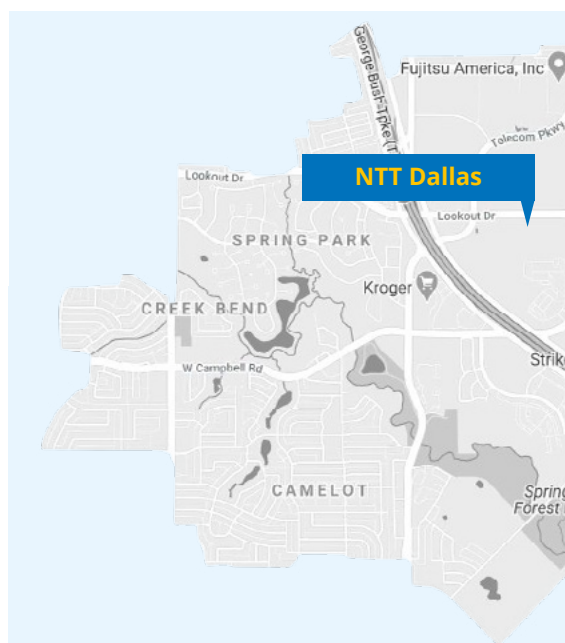 George Bush Tpke (T
Fujitsu America, Inc
Telecom Pkwy
NTT Dallas
Lookout Dr
Lookout Dr
SPRING PARK
Kroger
CREEK BEND
Strik
W Campbell Rd
CAMELOT
Spring
Forest